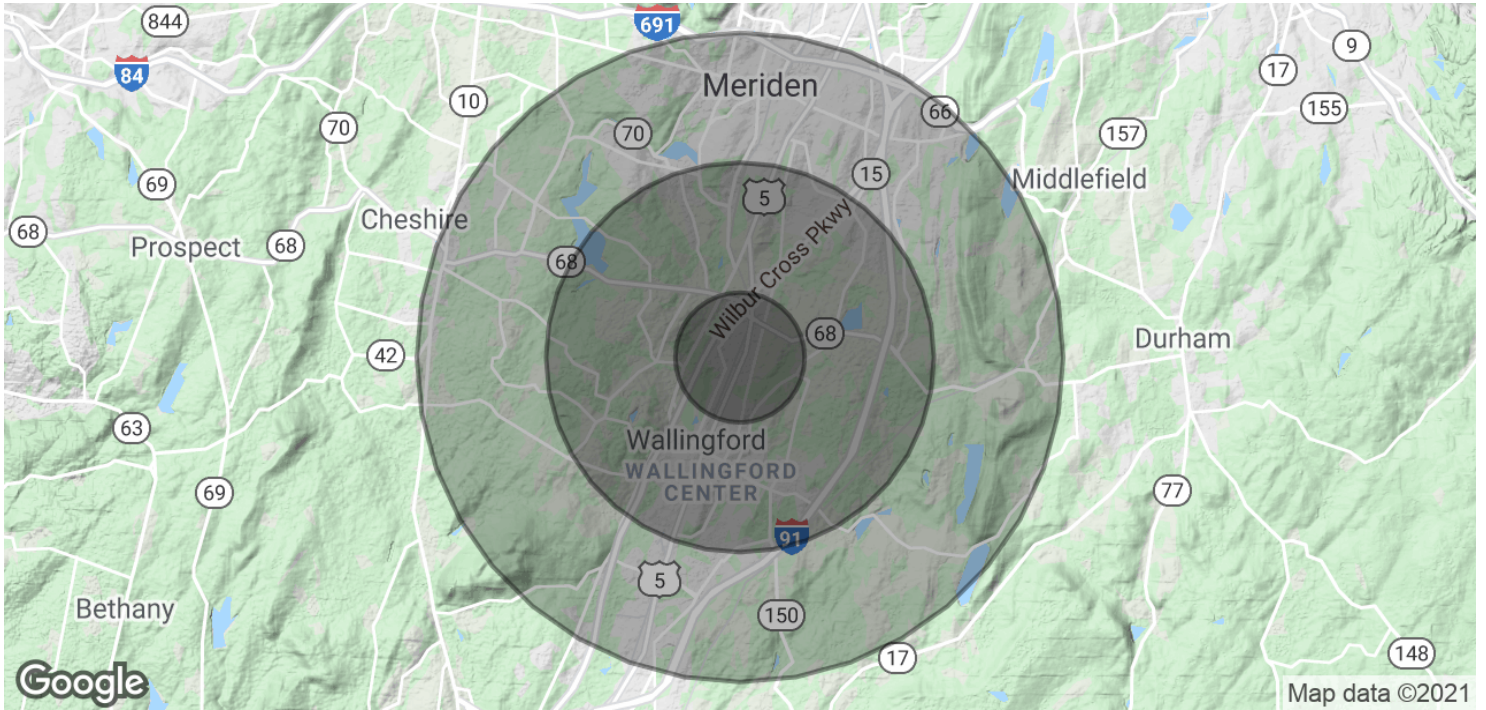 844
691
9
84
17
Meriden
10
155
66
70
70
157
15
69
Middlefield
5
Cheshire
68
Prospect
68
68
Wilbur Cross Pkwy
68
Durham
42
63
Wallingford
WALLINGFORD
CENTER
69
77
91
5
Bethany
150
17
148
Google
Map data ©2021